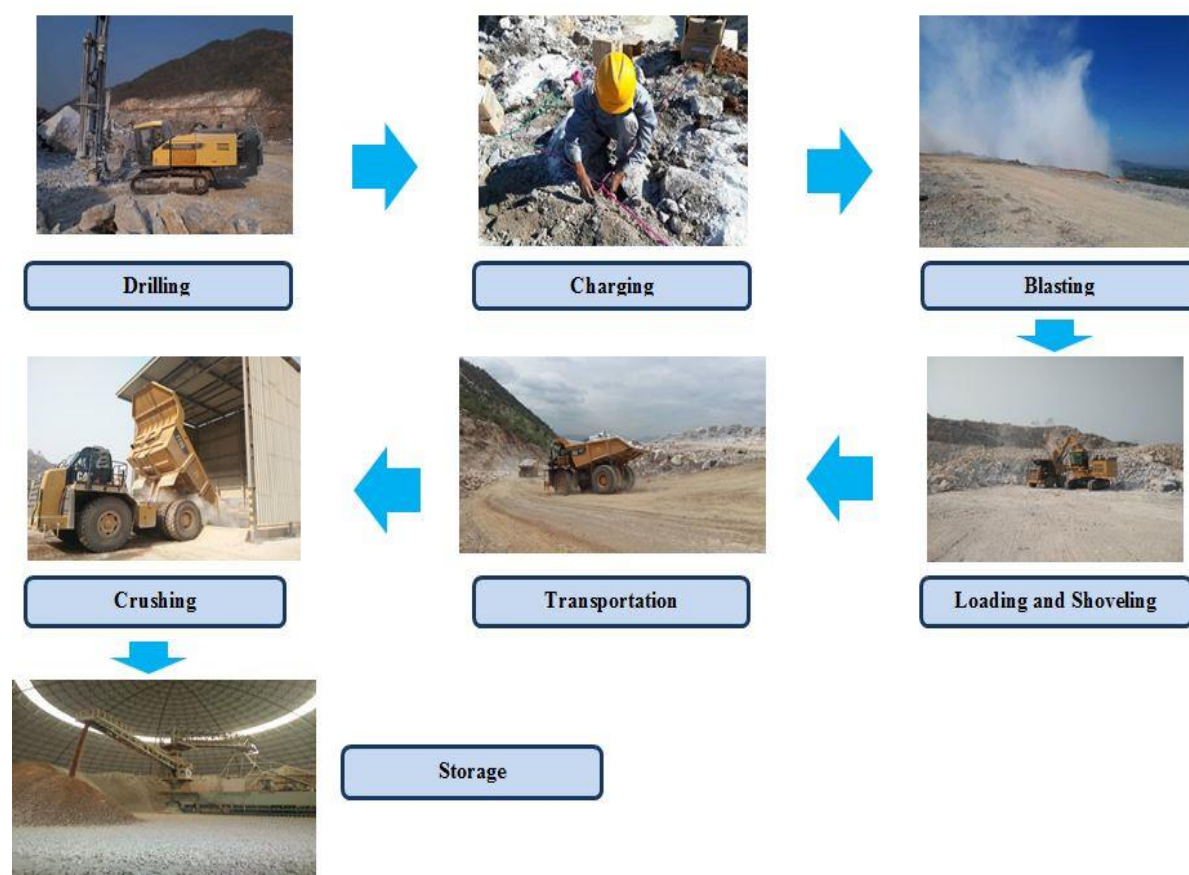 Drilling
Charging
Blasting
Loading and Shoveling
Transportation
Crushing
Storage